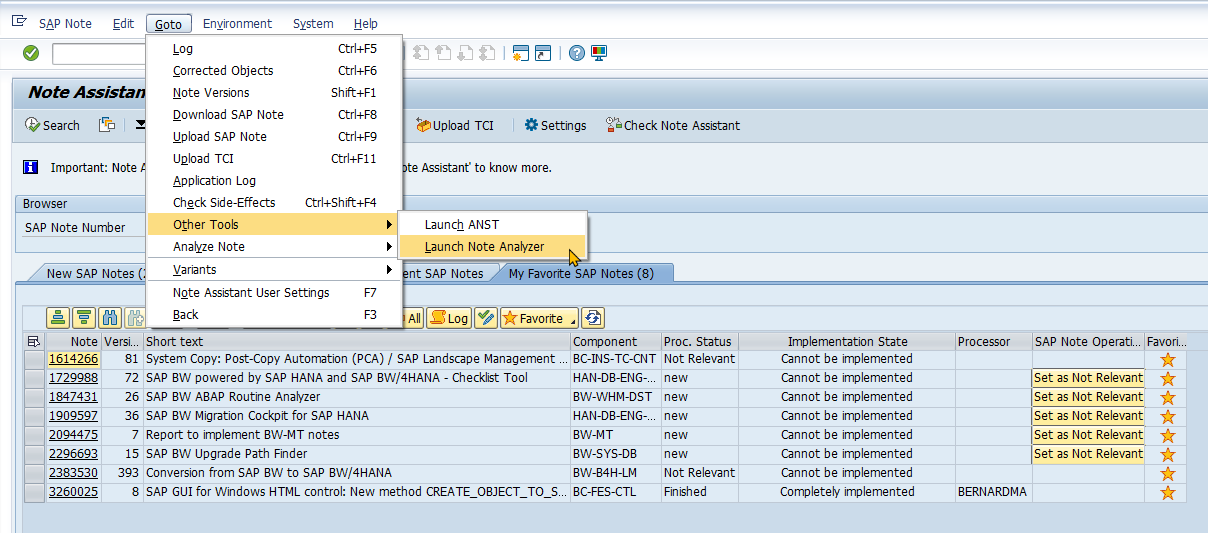 SAP Note Edit Goto Environment System Help
Log Ctrl+F5
Corrected Objects Ctrl+F6
Note Versions Shift+F1
Download SAP Note Ctrl+F8
Upload SAP Note Ctrl+F9
Upload TCI Ctrl+F11
Application Log
Check Side-Effects Ctrl+Shift+F4
Other Tools
Analyze Note
Variants
Note Assistant User Settings F7
Back F3
Launch ANST
Launch Note Analyzer
Note Assistan
Search Upload TCI Settings Check Note Assistant
Important: Note A ote Assistant' to know more.
Browser
SAP Note Number
New SAP Notes (2 ent SAP Notes My Favorite SAP Notes (8)
All Log Favorite
Note Versi... Short text Component Proc. Status Implementation State Processor SAP Note Operati... Favori...
1614266 81 System Copy: Post-Copy Automation (PCA) / SAP Landscape Management ... BC-INS-TC-CNT Not Relevant Cannot be implemented
1729988 72 SAP BW powered by SAP HANA and SAP BW/4HANA - Checklist Tool HAN-DB-ENG-... new Cannot be implemented Set as Not Relevant
1847431 26 SAP BW ABAP Routine Analyzer BW-WHM-DST new Cannot be implemented Set as Not Relevant
1909597 36 SAP BW Migration Cockpit for SAP HANA HAN-DB-ENG-... new Cannot be implemented Set as Not Relevant
2094475 7 Report to implement BW-MT notes BW-MT new Cannot be implemented Set as Not Relevant
2296693 15 SAP BW Upgrade Path Finder BW-SYS-DB new Cannot be implemented Set as Not Relevant
2383530 393 Conversion from SAP BW to SAP BW/4HANA BW-B4H-LM Not Relevant Cannot be implemented
3260025 8 SAP GUI for Windows HTML control: New method CREATE_OBJECT_TO_S... BC-FES-CTL Finished Completely implemented BERNARDMA